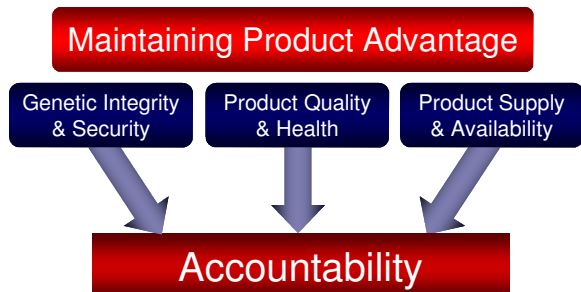 Maintaining Product Advantage
Genetic Integrity
& Security
Product Quality
& Health
Product Supply
& Availability
Accountability